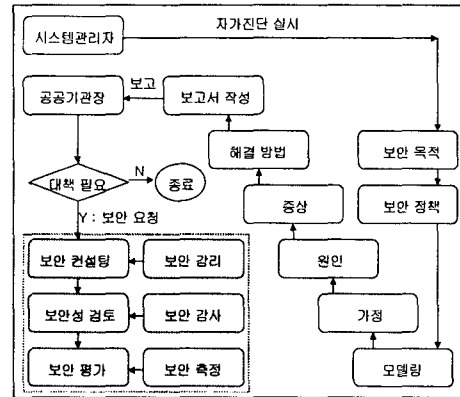 자가진단 실시
시스템관리자
보고
공공기관장
보고서 작성
해결 방법
보안 목적
대책 필요
N
종료
증상
보안 정책
Y : 보안 요청
보안 컨설팅
보안 감리
원인
보안성 검토
보안 감사
가정
보안 평가
보안 측정
모델링